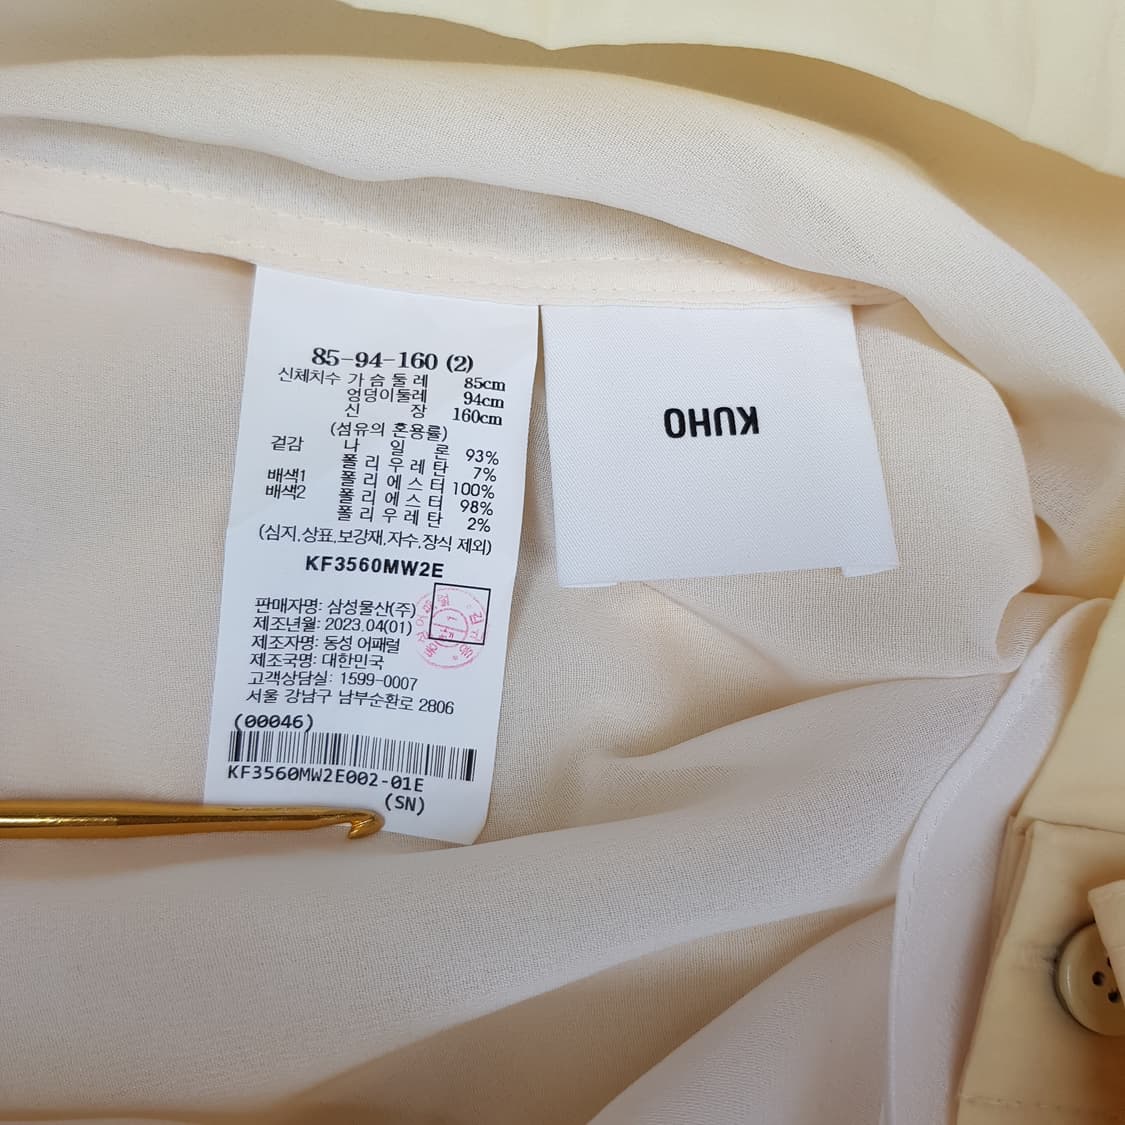 85-94-160 (2)
신체치수 가슴둘레 85cm
엉덩이둘레 94cm
신 장 160cm
(섬유의 혼용률)
겉감 나 일 론 93%
폴리우레탄 7%
배색1 폴리에스터 100%
배색2 폴리에스터 98%
폴리우레탄 2%
(심지,상표,보강재,자수,장식 제외)
KF3560MW2E
판매자명: 삼성물산(주)
제조년월: 2023.04(01)
제조자명: 동성 어패럴
제조국명: 대한민국
고객상담실: 1599-0007
서울 강남구 남부순환로 2806
(00046)
KF3560MW2E002-01E
(SN)
KUHO